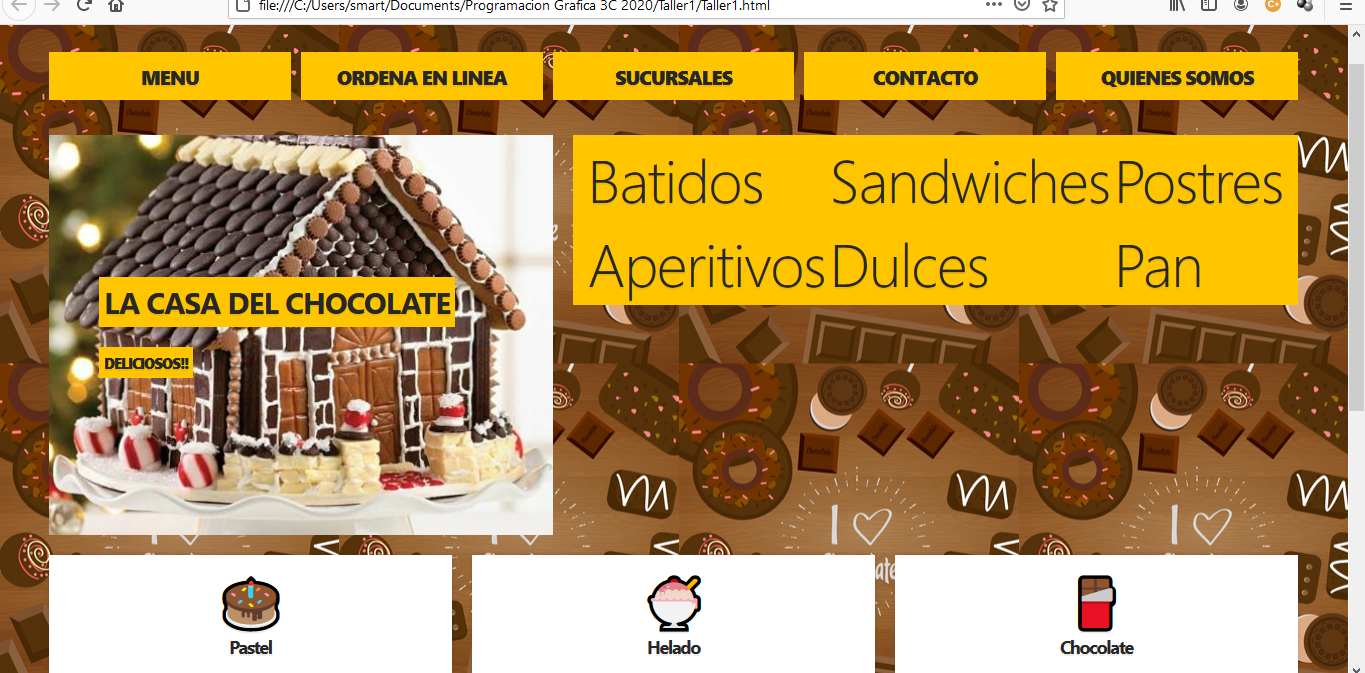 file:///C:/Users/smart/Documents/Programacion Grafica 3C 2020/Taller1/Taller1.html
MENU
ORDENA EN LINEA
SUCURSALES
CONTACTO
QUIENES SOMOS
Batidos Sandwiches Postres
Aperitivos Dulces Pan
LA CASA DEL CHOCOLATE
DELICIOSOS!!
I
I
Pastel
Helado
Chocolate